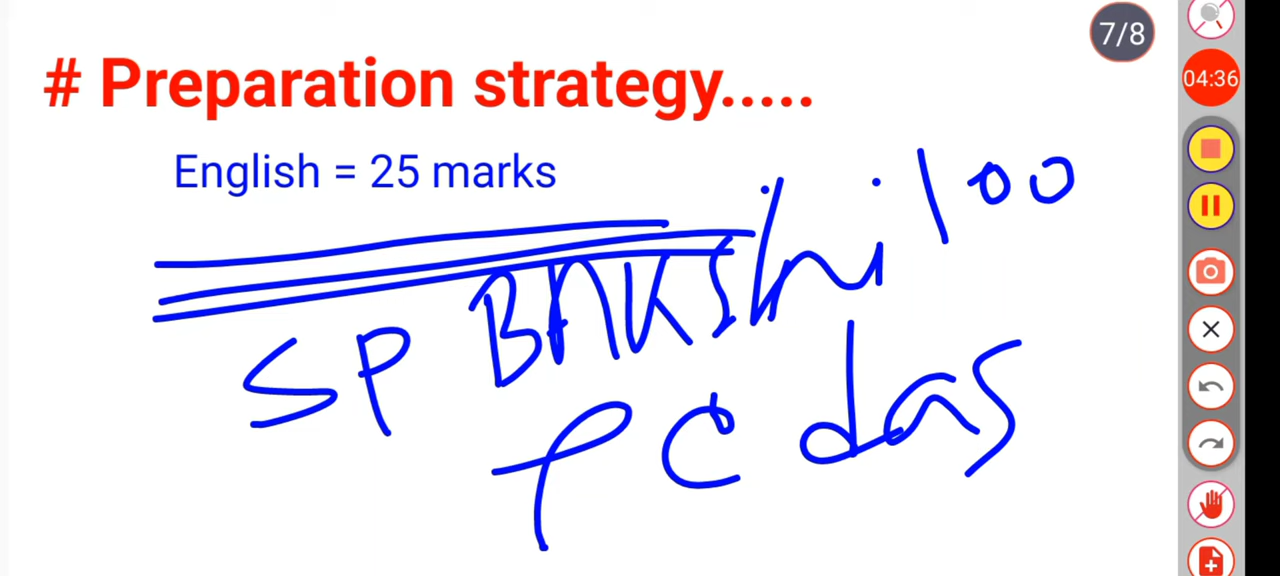 7/8
# Preparation strategy.....
04:36
English = 25 marks
100
SP BAKShi
PC das